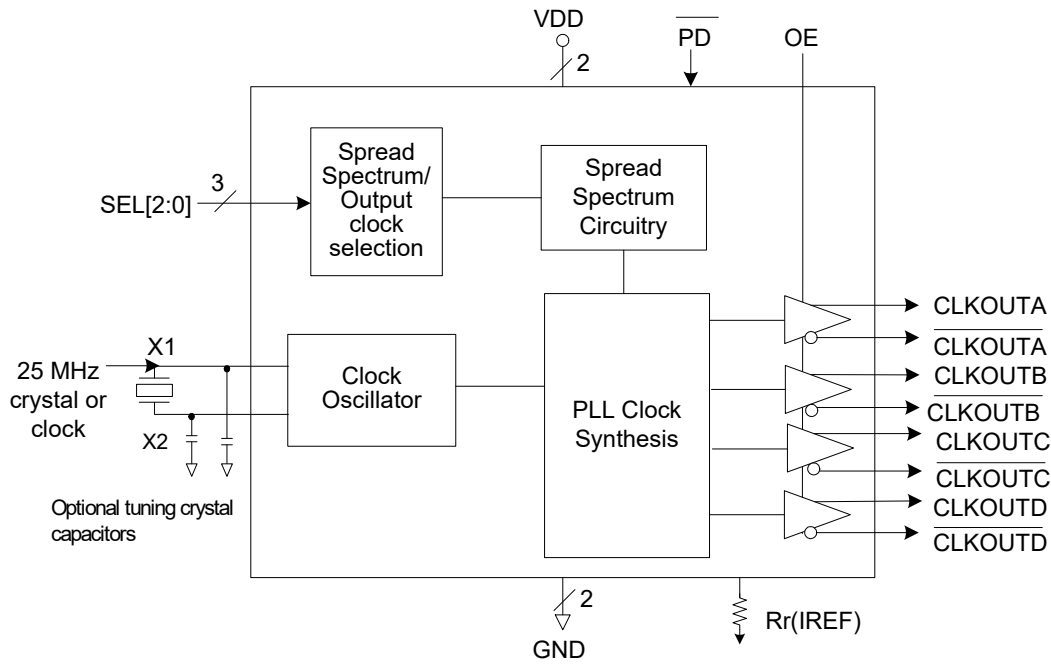 VDD
PD
OE
2
Spread
Spectrum/
Output
clock
selection
Spread
Spectrum
Circuitry
3
SEL[2:0]
CLKOUTA
CLKOUTA
CLKOUTB
CLKOUTB
CLKOUTC
CLKOUTC
CLKOUTD
CLKOUTD
X1
25 MHz
crystal or
clock
X2
Clock
Oscillator
PLL Clock
Synthesis
Optional tuning crystal
capacitors
2
GND
Rr(IREF)